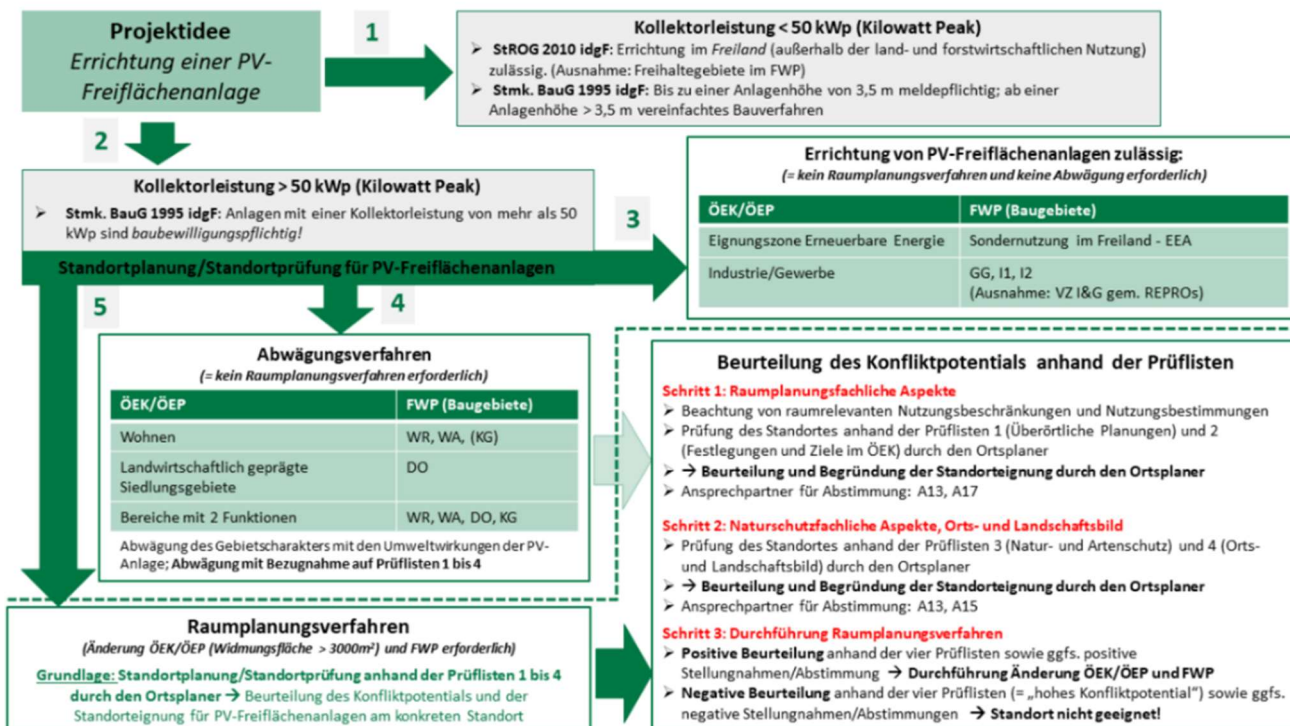 Projektidee
Errichtung einer PV-
Freiflächenanlage
1
Kollektorleistung < 50 kWp (Kilowatt Peak)
➢ StROG 2010 idgF: Errichtung im Freiland (außerhalb der land- und forstwirtschaftlichen Nutzung)
zulässig. (Ausnahme: Freihaltegebiete im FWP)
➢ Stmk. BauG 1995 idgF: Bis zu einer Anlagenhöhe von 3,5 m meldepflichtig; ab einer
Anlagenhöhe > 3,5 m vereinfachtes Bauverfahren
2
Kollektorleistung > 50 kWp (Kilowatt Peak)
➢ Stmk. BauG 1995 idgF: Anlagen mit einer Kollektorleistung von mehr als 50
kWp sind baubewilligungspflichtig!
Standortplanung/Standortprüfung für PV-Freiflächenanlagen
3
Errichtung von PV-Freiflächenanlagen zulässig:
(= kein Raumplanungsverfahren und keine Abwägung erforderlich)
ÖEK/ÖEP FWP (Baugebiete)
Eignungszone Erneuerbare Energie Sondernutzung im Freiland - EEA
Industrie/Gewerbe GG, I1, I2
(Ausnahme: VZ I&G gem. REPROs)
4
Abwägungsverfahren
(= kein Raumplanungsverfahren erforderlich)
ÖEK/ÖEP FWP (Baugebiete)
Wohnen WR, WA, (KG)
Landwirtschaftlich geprägte DO
Siedlungsgebiete
Bereiche mit 2 Funktionen WR, WA, DO, KG
Abwägung des Gebietscharakters mit den Umweltwirkungen der PV-
Anlage; Abwägung mit Bezugnahme auf Prüflisten 1 bis 4
5
Raumplanungsverfahren
(Änderung ÖEK/ÖEP (Widmungsfläche > 3000m²) und FWP erforderlich)
Grundlage: Standortplanung/Standortprüfung anhand der Prüflisten 1 bis 4
durch den Ortsplaner → Beurteilung des Konfliktpotentials und der
Standorteignung für PV-Freiflächenanlagen am konkreten Standort
Beurteilung des Konfliktpotentials anhand der Prüflisten
Schritt 1: Raumplanungsfachliche Aspekte
➢ Beachtung von raumrelevanten Nutzungsbeschränkungen und Nutzungsbestimmungen
➢ Prüfung des Standortes anhand der Prüflisten 1 (Überörtliche Planungen) und 2
(Festlegungen und Ziele im ÖEK) durch den Ortsplaner
➢ → Beurteilung und Begründung der Standorteignung durch den Ortsplaner
➢ Ansprechpartner für Abstimmung: A13, A17
Schritt 2: Naturschutzfachliche Aspekte, Orts- und Landschaftsbild
➢ Prüfung des Standortes anhand der Prüflisten 3 (Natur- und Artenschutz) und 4 (Orts-
und Landschaftsbild) durch den Ortsplaner
➢ → Beurteilung und Begründung der Standorteignung durch den Ortsplaner
➢ Ansprechpartner für Abstimmung: A13, A15
Schritt 3: Durchführung Raumplanungsverfahren
➢ Positive Beurteilung anhand der vier Prüflisten sowie ggfs. positive
Stellungnahmen/Abstimmung → Durchführung Änderung ÖEK/ÖEP und FWP
➢ Negative Beurteilung anhand der vier Prüflisten (= „hohes Konfliktpotential“) sowie ggfs.
negative Stellungnahmen/Abstimmungen → Standort nicht geeignet!